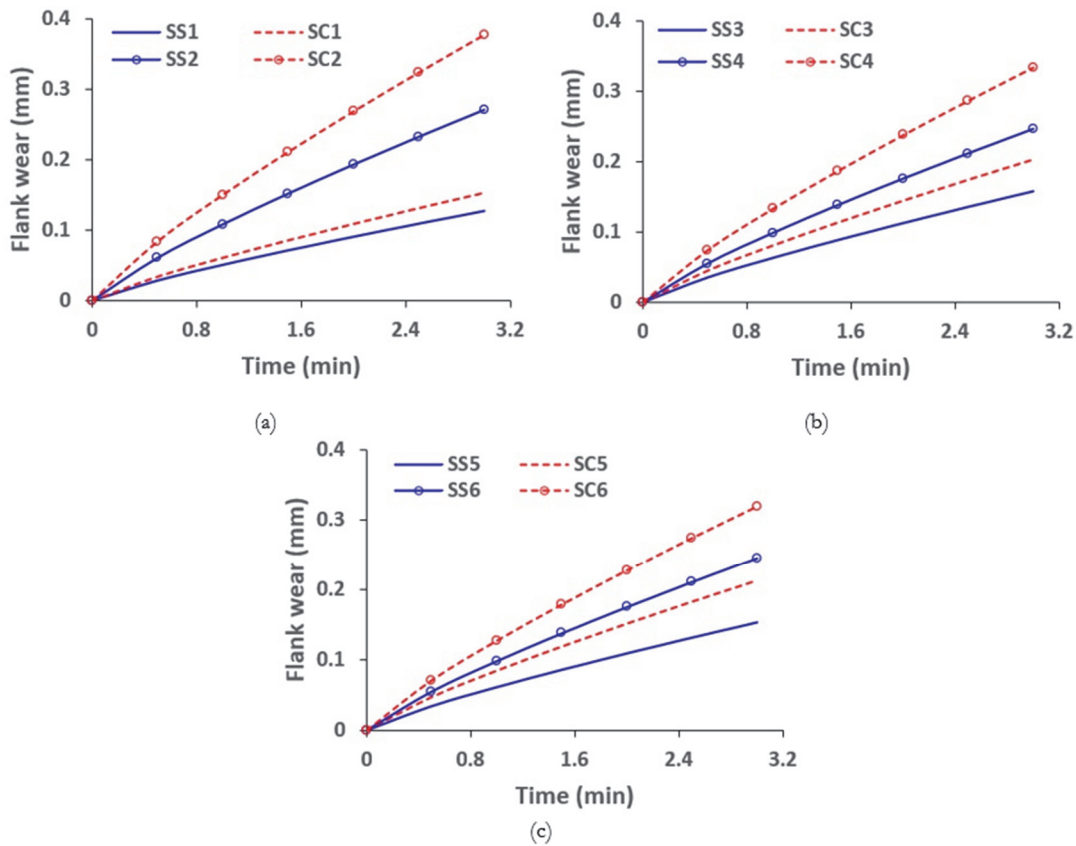 SS1 SC1
SS2 SC2
Flank wear (mm)
0.4
0.3
0.2
0.1
0
0 0.8 1.6 2.4 3.2
Time (min)
(a)
SS3 SC3
SS4 SC4
Flank wear (mm)
0.4
0.3
0.2
0.1
0
0 0.8 1.6 2.4 3.2
Time (min)
(b)
SS5 SC5
SS6 SC6
Flank wear (mm)
0.4
0.3
0.2
0.1
0
0 0.8 1.6 2.4 3.2
Time (min)
(c)